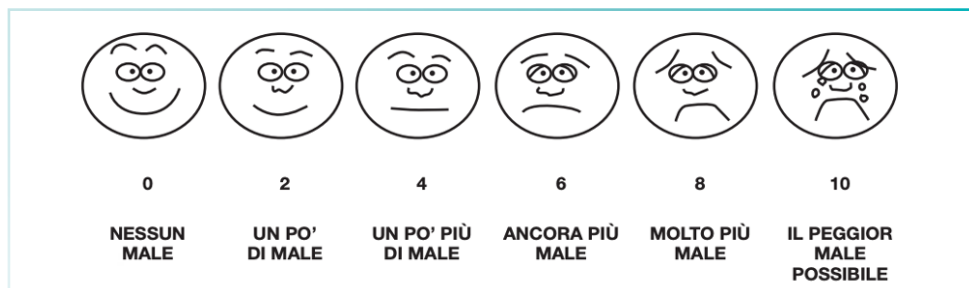 0 2 4 6 8 10
NESSUN UN PO' UN PO' PIÙ ANCORA PIÙ MOLTO PIÙ IL PEGGIOR
MALE DI MALE DI MALE MALE MALE MALE
POSSIBILE